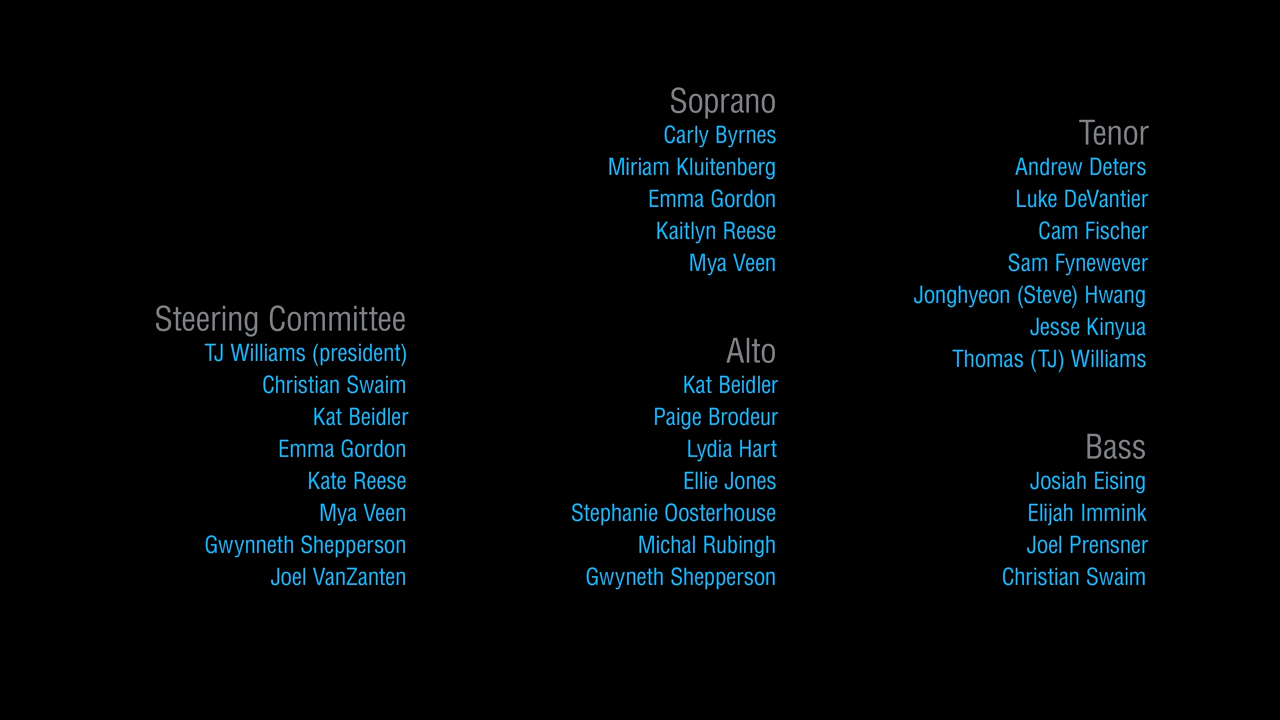 Steering Committee
TJ Williams (president)
Christian Swaim
Kat Beidler
Emma Gordon
Kate Reese
Mya Veen
Gwynneth Shepperson
Joel VanZanten
Soprano
Carly Byrnes
Miriam Kluitenberg
Emma Gordon
Kaitlyn Reese
Mya Veen
Alto
Kat Beidler
Paige Brodeur
Lydia Hart
Ellie Jones
Stephanie Oosterhouse
Michal Rubingh
Gwyneth Shepperson
Tenor
Andrew Deters
Luke DeVantier
Cam Fischer
Sam Fynewever
Jonghyeon (Steve) Hwang
Jesse Kinyua
Thomas (TJ) Williams
Bass
Josiah Eising
Elijah Immink
Joel Prensner
Christian Swaim